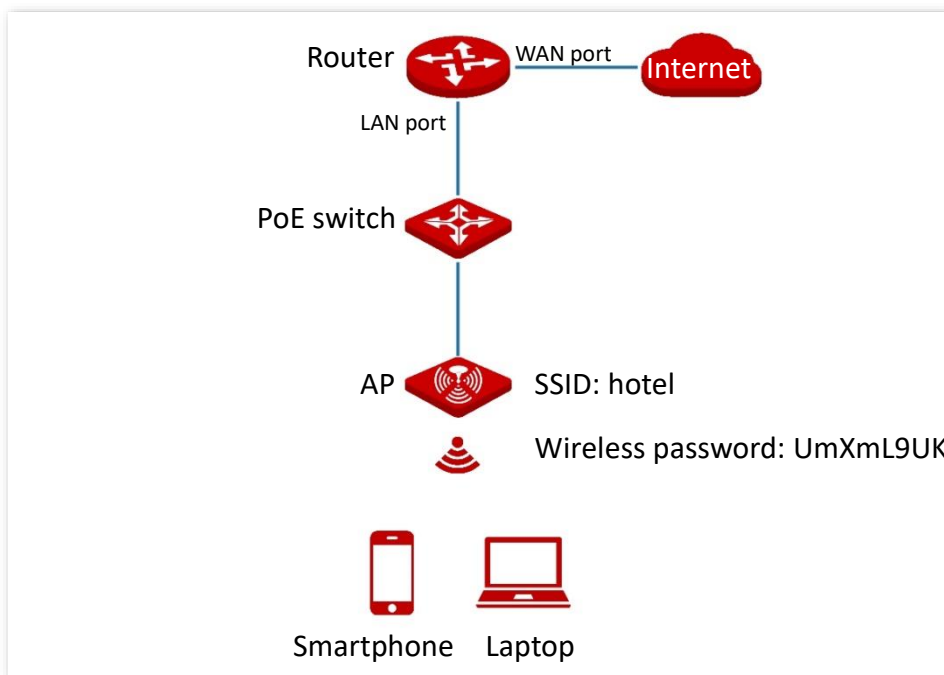 Router
WAN port
Internet
LAN port
PoE switch
AP
SSID: hotel
Wireless password: UmXmL9UK
Smartphone
Laptop